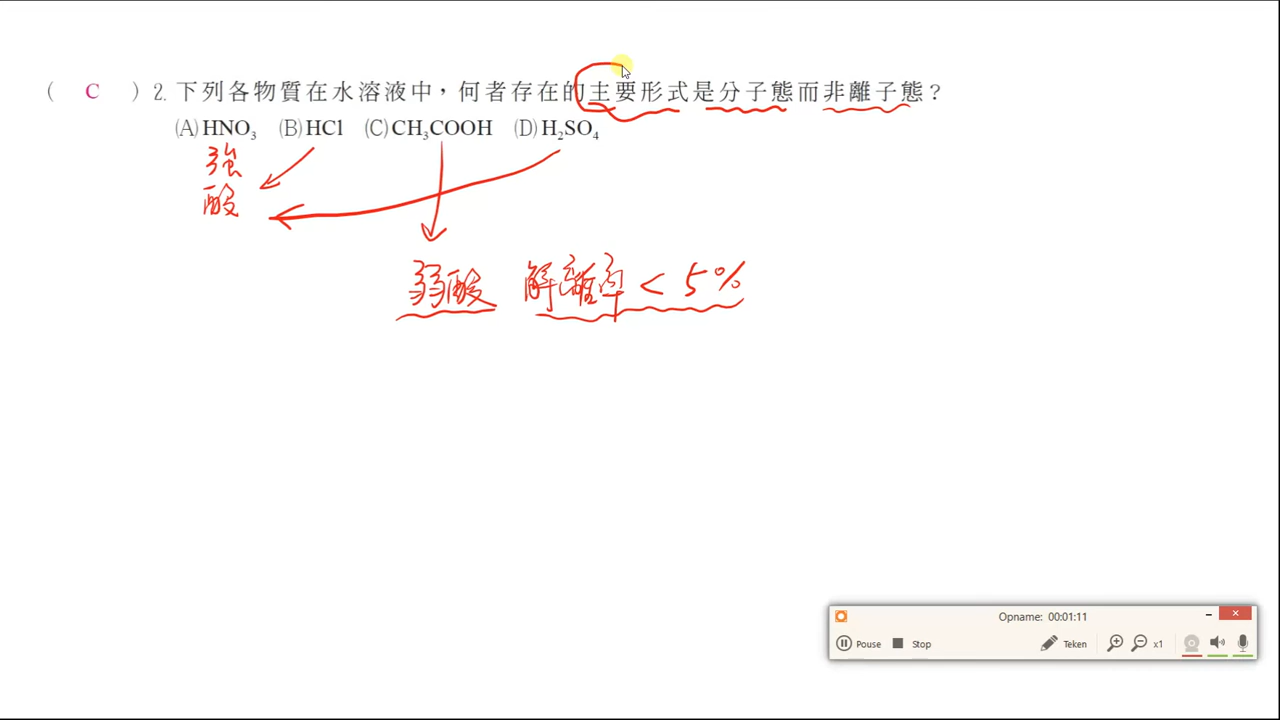 ( C ) 2. 下列各物質在水溶液中，何者存在的主要形式是分子態而非離子態？
(A) HNO₃ (B) HCl (C) CH₃COOH (D) H₂SO₄
強
酸
弱酸 解離率 < 5%
Opname: 00:01:11
Pause Stop Teken x1